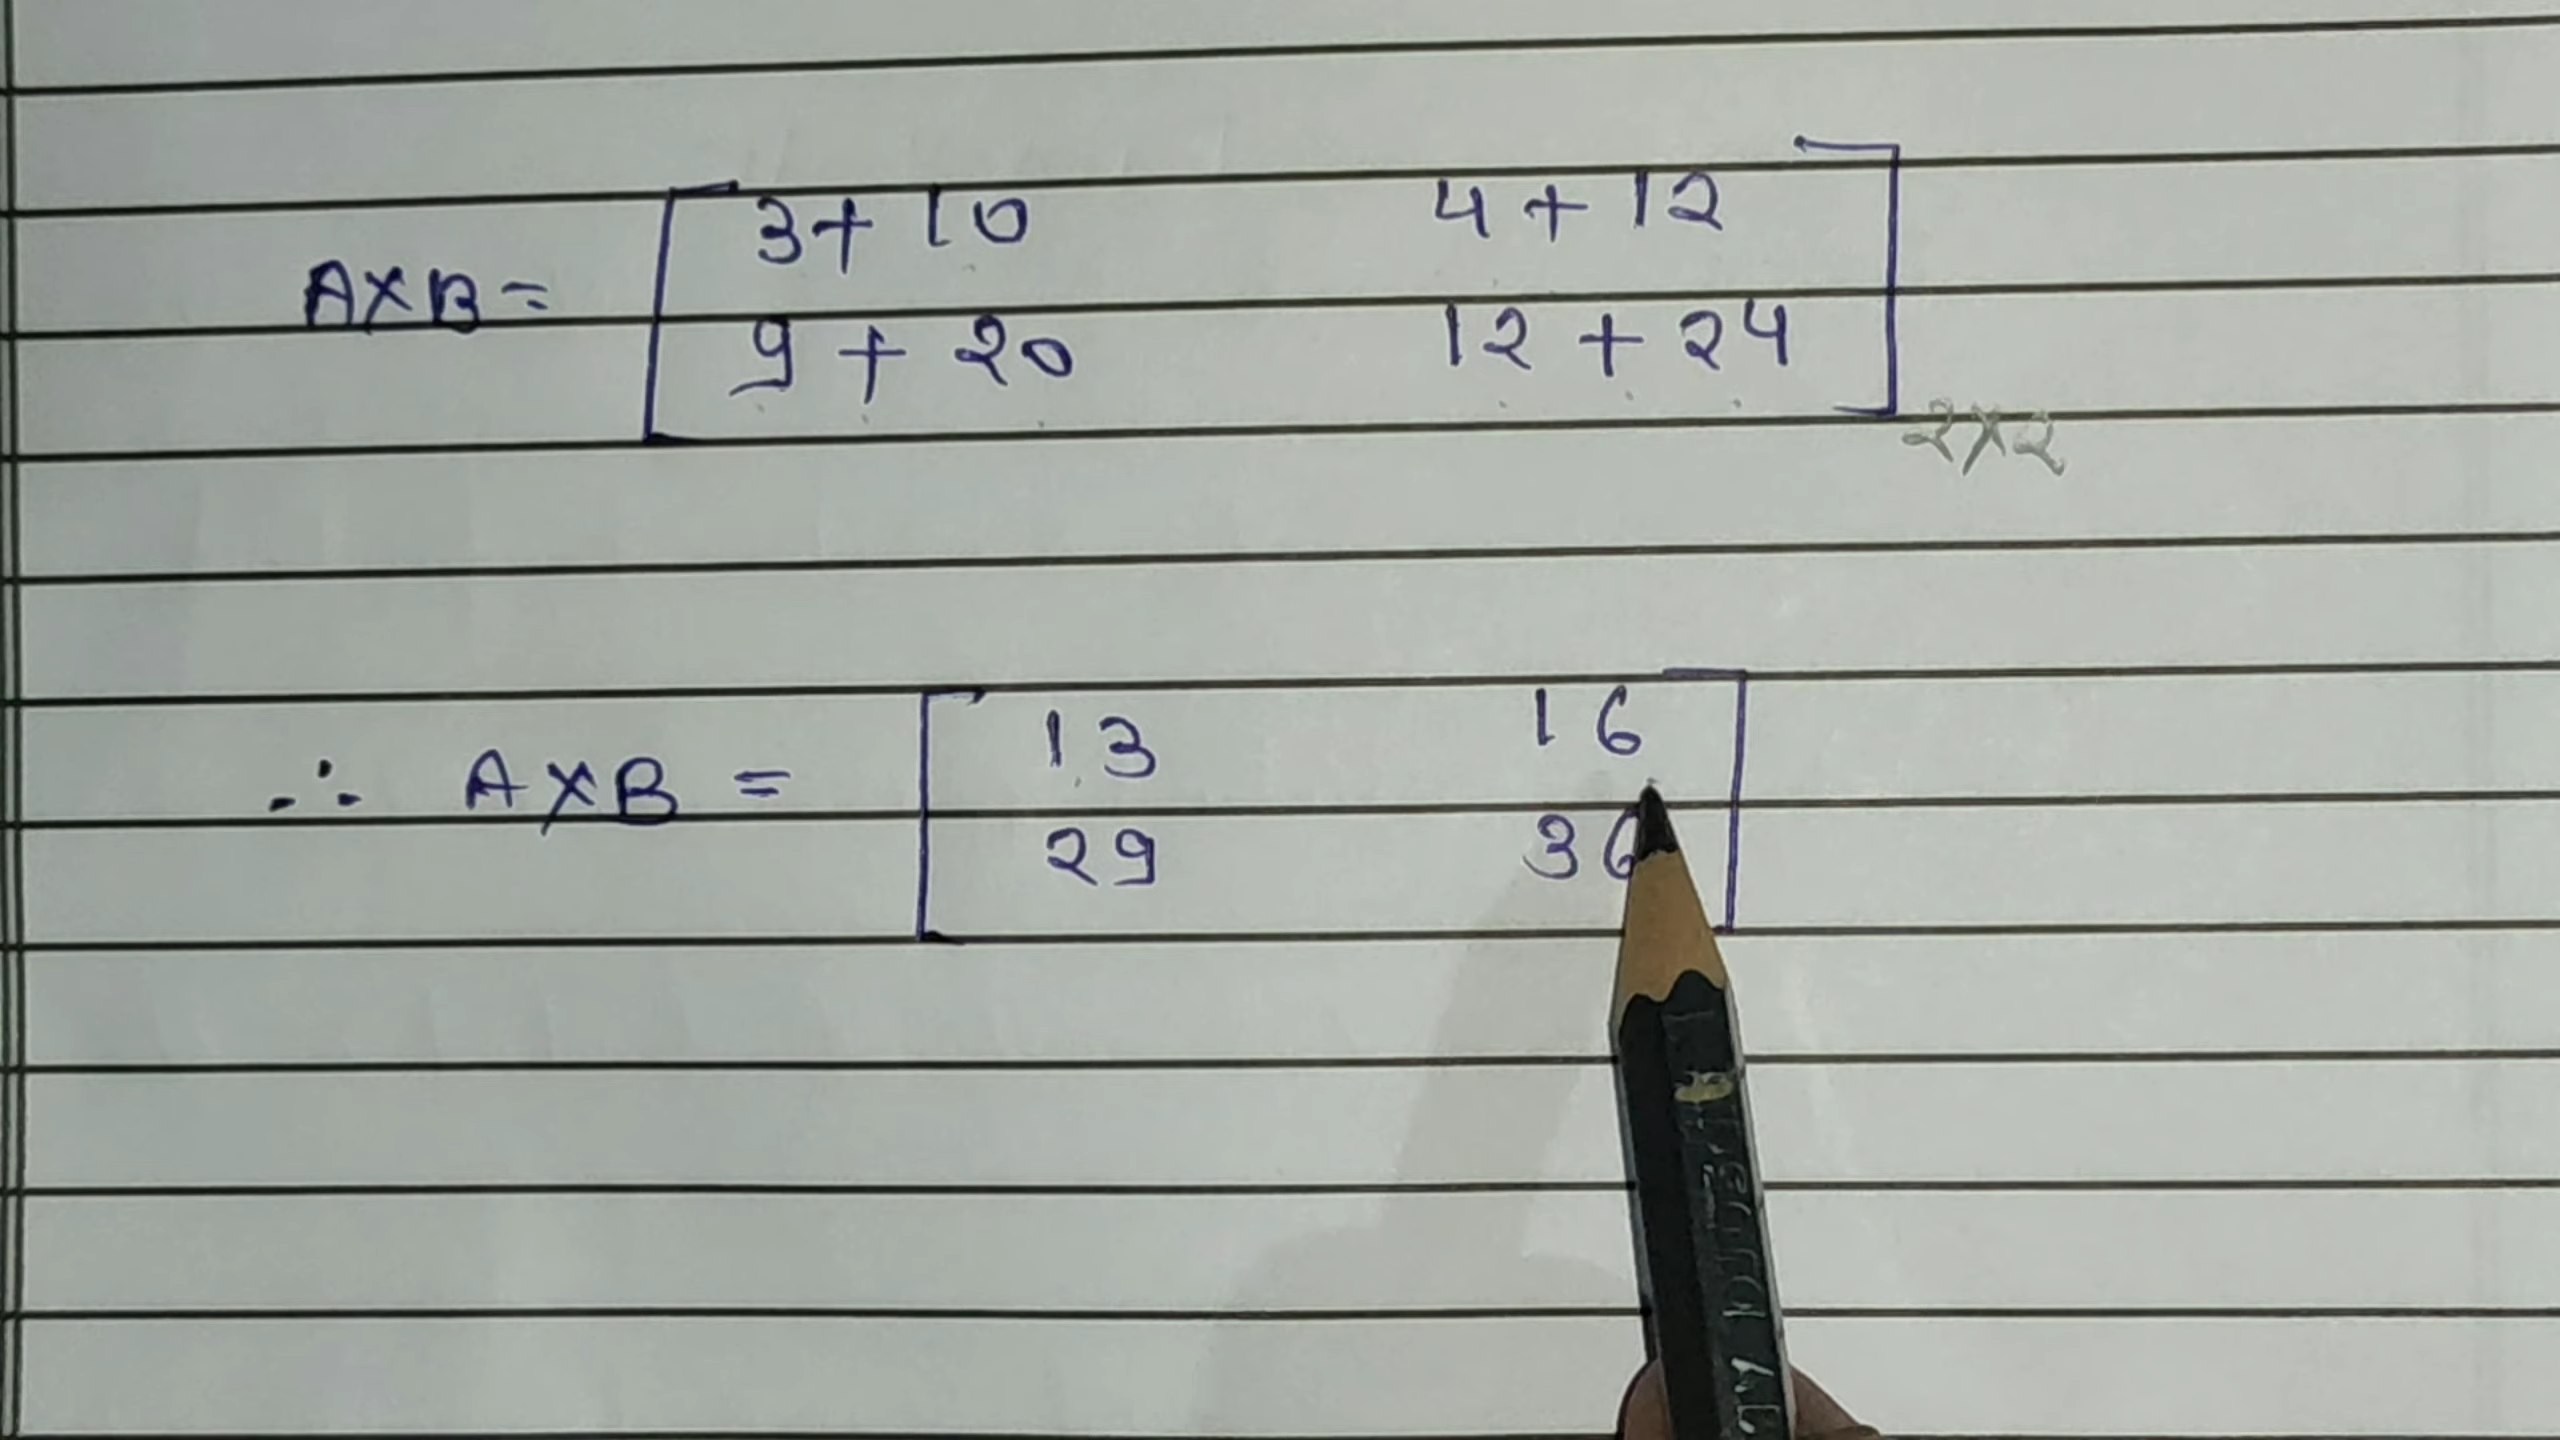 A×B= [ 3+10 4+12
9+20 12+24 ] 2×2
∴ A×B = [ 13 16
29 36 ]